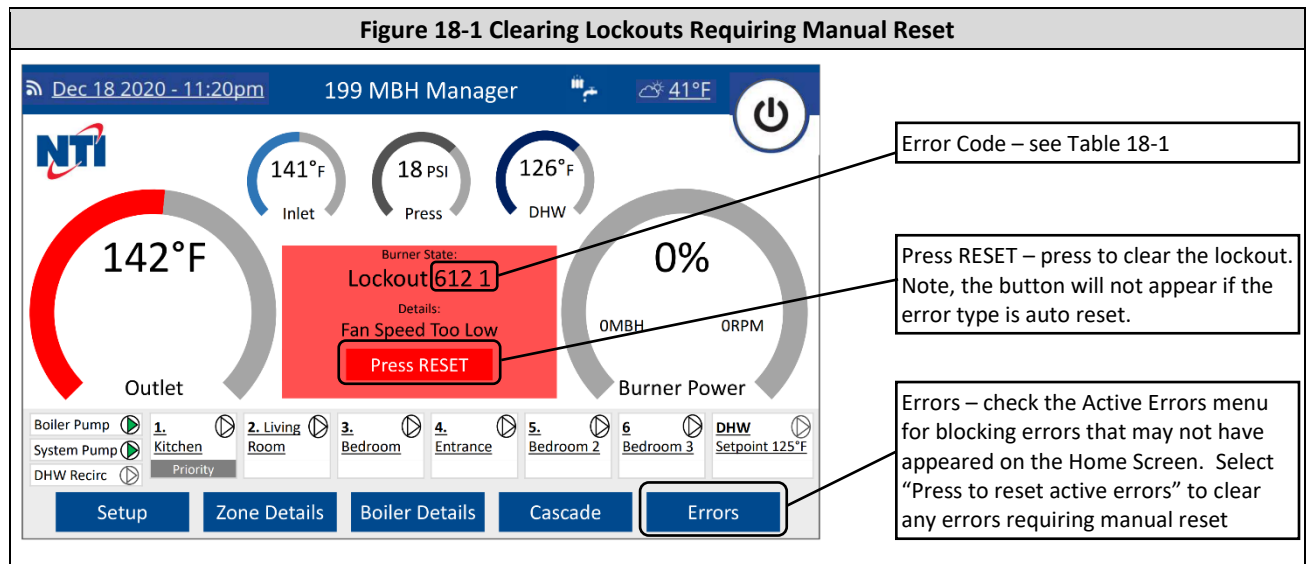 Figure 18-1 Clearing Lockouts Requiring Manual Reset
Dec 18 2020 - 11:20pm
199 MBH Manager
41°F
NTI
141°F
Inlet
18 PSI
Press
126°F
DHW
142°F
Outlet
Burner State:
Lockout 612 1
Details:
Fan Speed Too Low
Press RESET
0%
0MBH
0RPM
Burner Power
Boiler Pump
System Pump
DHW Recirc
1.
Kitchen
Priority
2. Living
Room
3.
Bedroom
4.
Entrance
5.
Bedroom 2
6
Bedroom 3
DHW
Setpoint 125°F
Setup
Zone Details
Boiler Details
Cascade
Errors
Error Code – see Table 18-1
Press RESET – press to clear the lockout.
Note, the button will not appear if the
error type is auto reset.
Errors – check the Active Errors menu
for blocking errors that may not have
appeared on the Home Screen. Select
“Press to reset active errors” to clear
any errors requiring manual reset